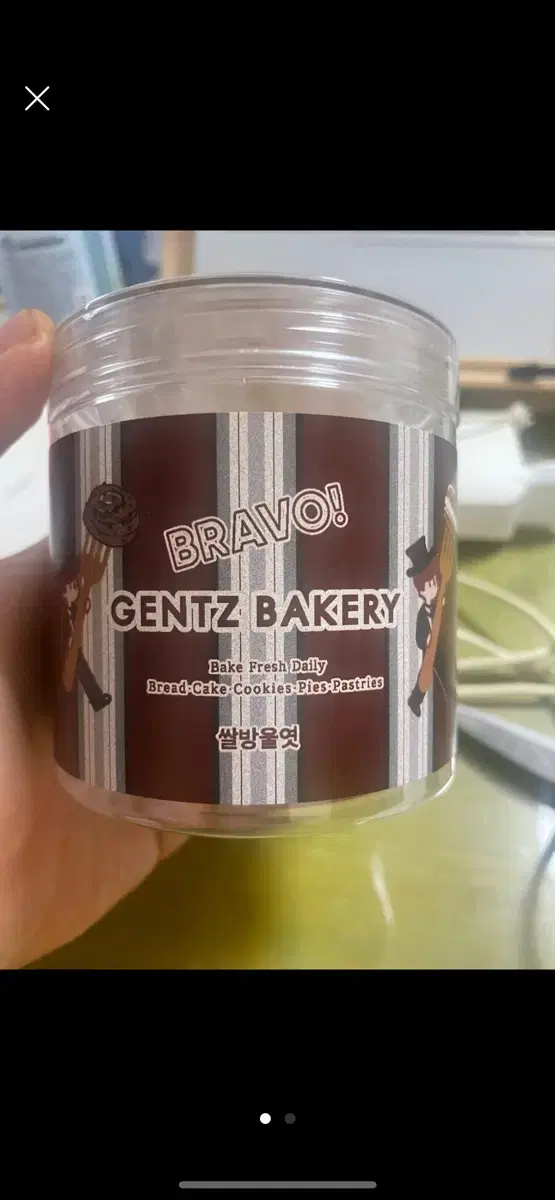 BRAVO!
GENTZ BAKERY
Bake Fresh Daily
Bread·Cake·Cookies·Pies·Pastries
쌀방울엿